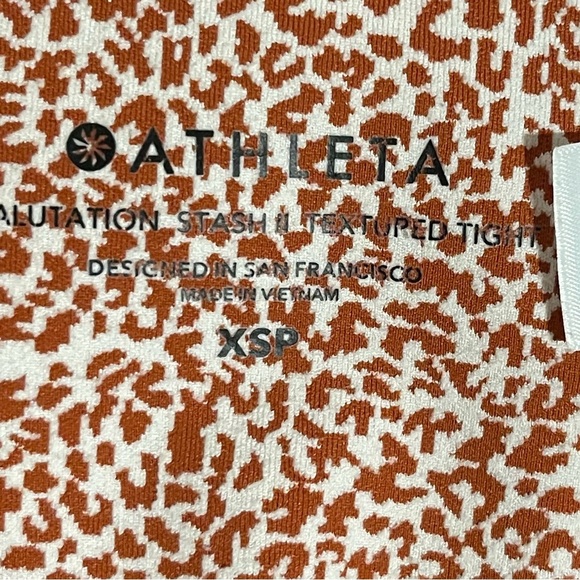 ATHLETA
ALUTATION STASH II TEXTURED TIGHT
DESIGNED IN SAN FRANCISCO
MADE IN VIETNAM
XSP